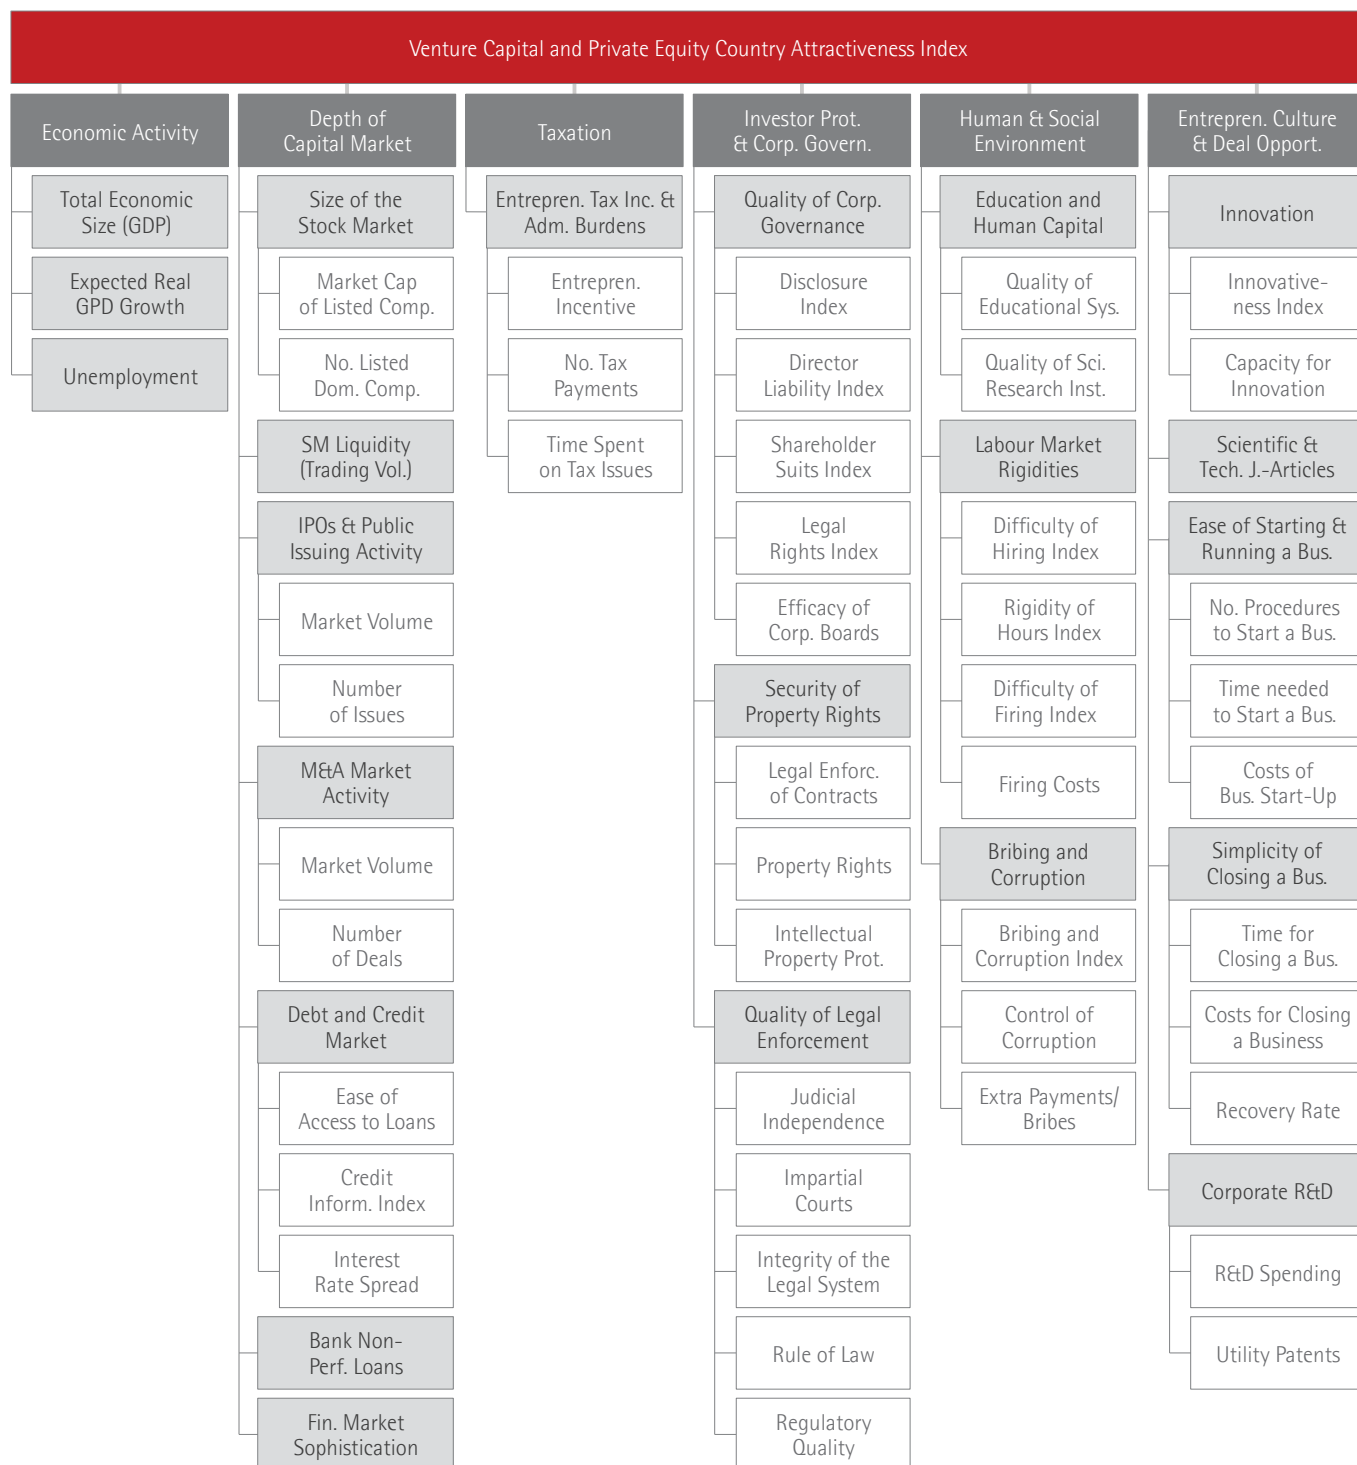 Venture Capital and Private Equity Country Attractiveness Index
Economic Activity
Total Economic
Size (GDP)
Expected Real
GPD Growth
Unemployment
Depth of
Capital Market
Size of the
Stock Market
Market Cap
of Listed Comp.
No. Listed
Dom. Comp.
SM Liquidity
(Trading Vol.)
IPOs & Public
Issuing Activity
Market Volume
Number
of Issues
M&A Market
Activity
Market Volume
Number
of Deals
Debt and Credit
Market
Ease of
Access to Loans
Credit
Inform. Index
Interest
Rate Spread
Bank Non-
Perf. Loans
Fin. Market
Sophistication
Taxation
Entrepren. Tax Inc. &
Adm. Burdens
Entrepren.
Incentive
No. Tax
Payments
Time Spent
on Tax Issues
Investor Prot.
& Corp. Govern.
Quality of Corp.
Governance
Disclosure
Index
Director
Liability Index
Shareholder
Suits Index
Legal
Rights Index
Efficacy of
Corp. Boards
Security of
Property Rights
Legal Enforc.
of Contracts
Property Rights
Intellectual
Property Prot.
Quality of Legal
Enforcement
Judicial
Independence
Impartial
Courts
Integrity of the
Legal System
Rule of Law
Regulatory
Quality
Human & Social
Environment
Education and
Human Capital
Quality of
Educational Sys.
Quality of Sci.
Research Inst.
Labour Market
Rigidities
Difficulty of
Hiring Index
Rigidity of
Hours Index
Difficulty of
Firing Index
Firing Costs
Bribing and
Corruption
Bribing and
Corruption Index
Control of
Corruption
Extra Payments/
Bribes
Entrepren. Culture
& Deal Opport.
Innovation
Innovative-
ness Index
Capacity for
Innovation
Scientific &
Tech. J.-Articles
Ease of Starting &
Running a Bus.
No. Procedures
to Start a Bus.
Time needed
to Start a Bus.
Costs of
Bus. Start-Up
Simplicity of
Closing a Bus.
Time for
Closing a Bus.
Costs for Closing
a Business
Recovery Rate
Corporate R&D
R&D Spending
Utility Patents